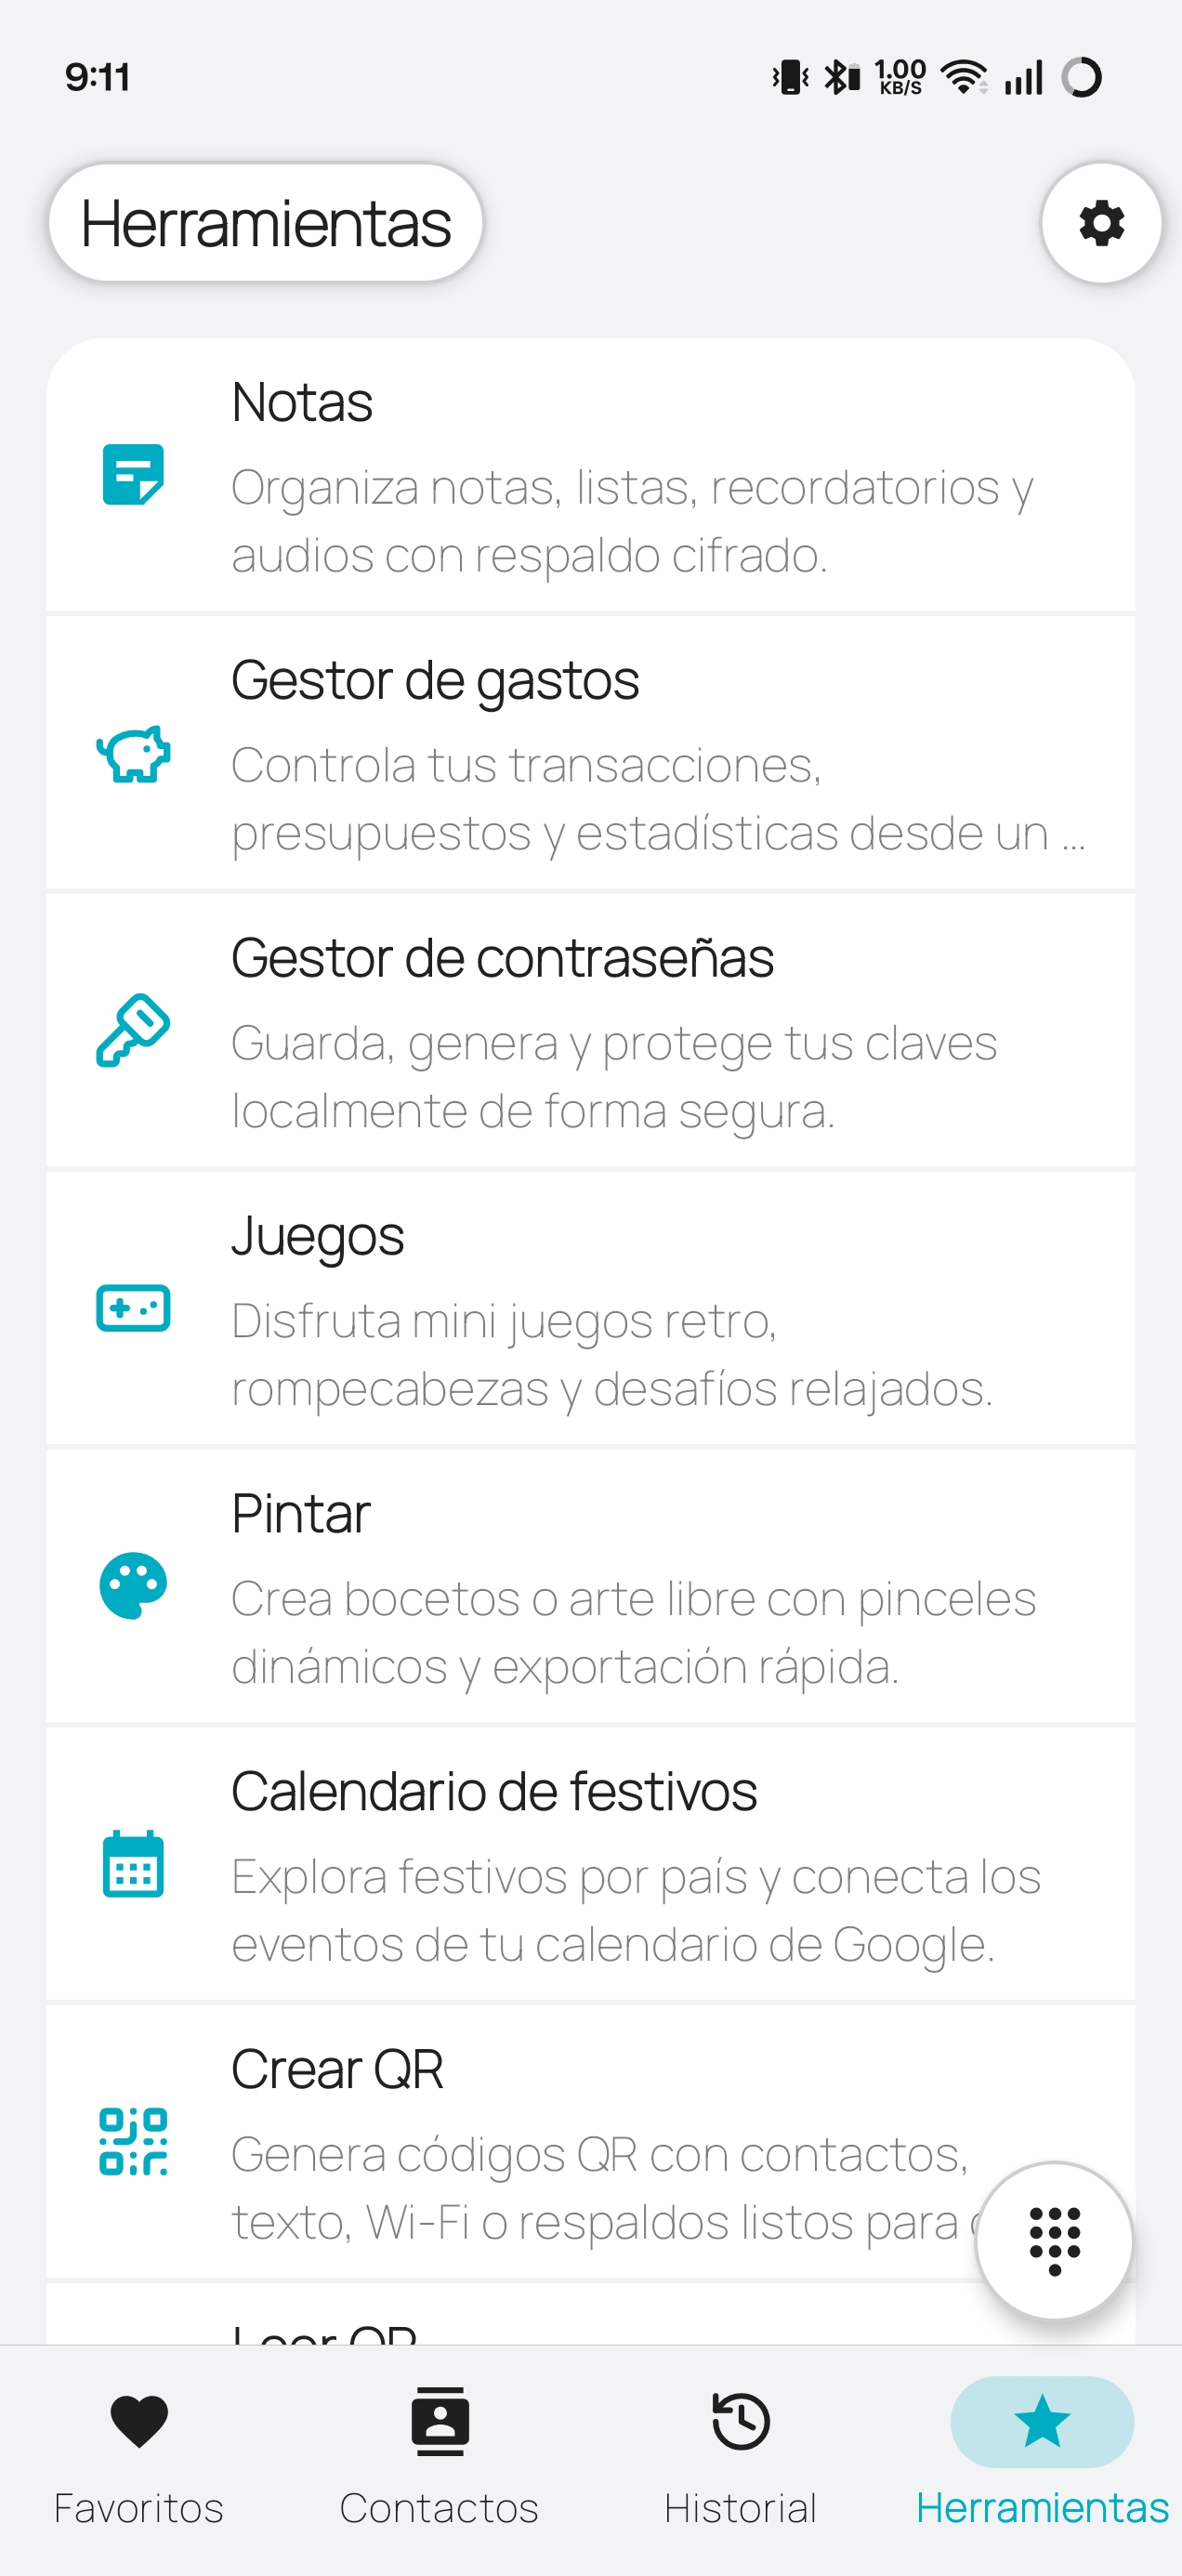 9:11
1.00
KB/S
Herramientas
Notas
Organiza notas, listas, recordatorios y
audios con respaldo cifrado.
Gestor de gastos
Controla tus transacciones,
presupuestos y estadísticas desde un ...
Gestor de contraseñas
Guarda, genera y protege tus claves
localmente de forma segura.
Juegos
Disfruta mini juegos retro,
rompecabezas y desafíos relajados.
Pintar
Crea bocetos o arte libre con pinceles
dinámicos y exportación rápida.
Calendario de festivos
Explora festivos por país y conecta los
eventos de tu calendario de Google.
Crear QR
Genera códigos QR con contactos,
texto, Wi-Fi o respaldos listos para
Leer QR
Favoritos
Contactos
Historial
Herramientas